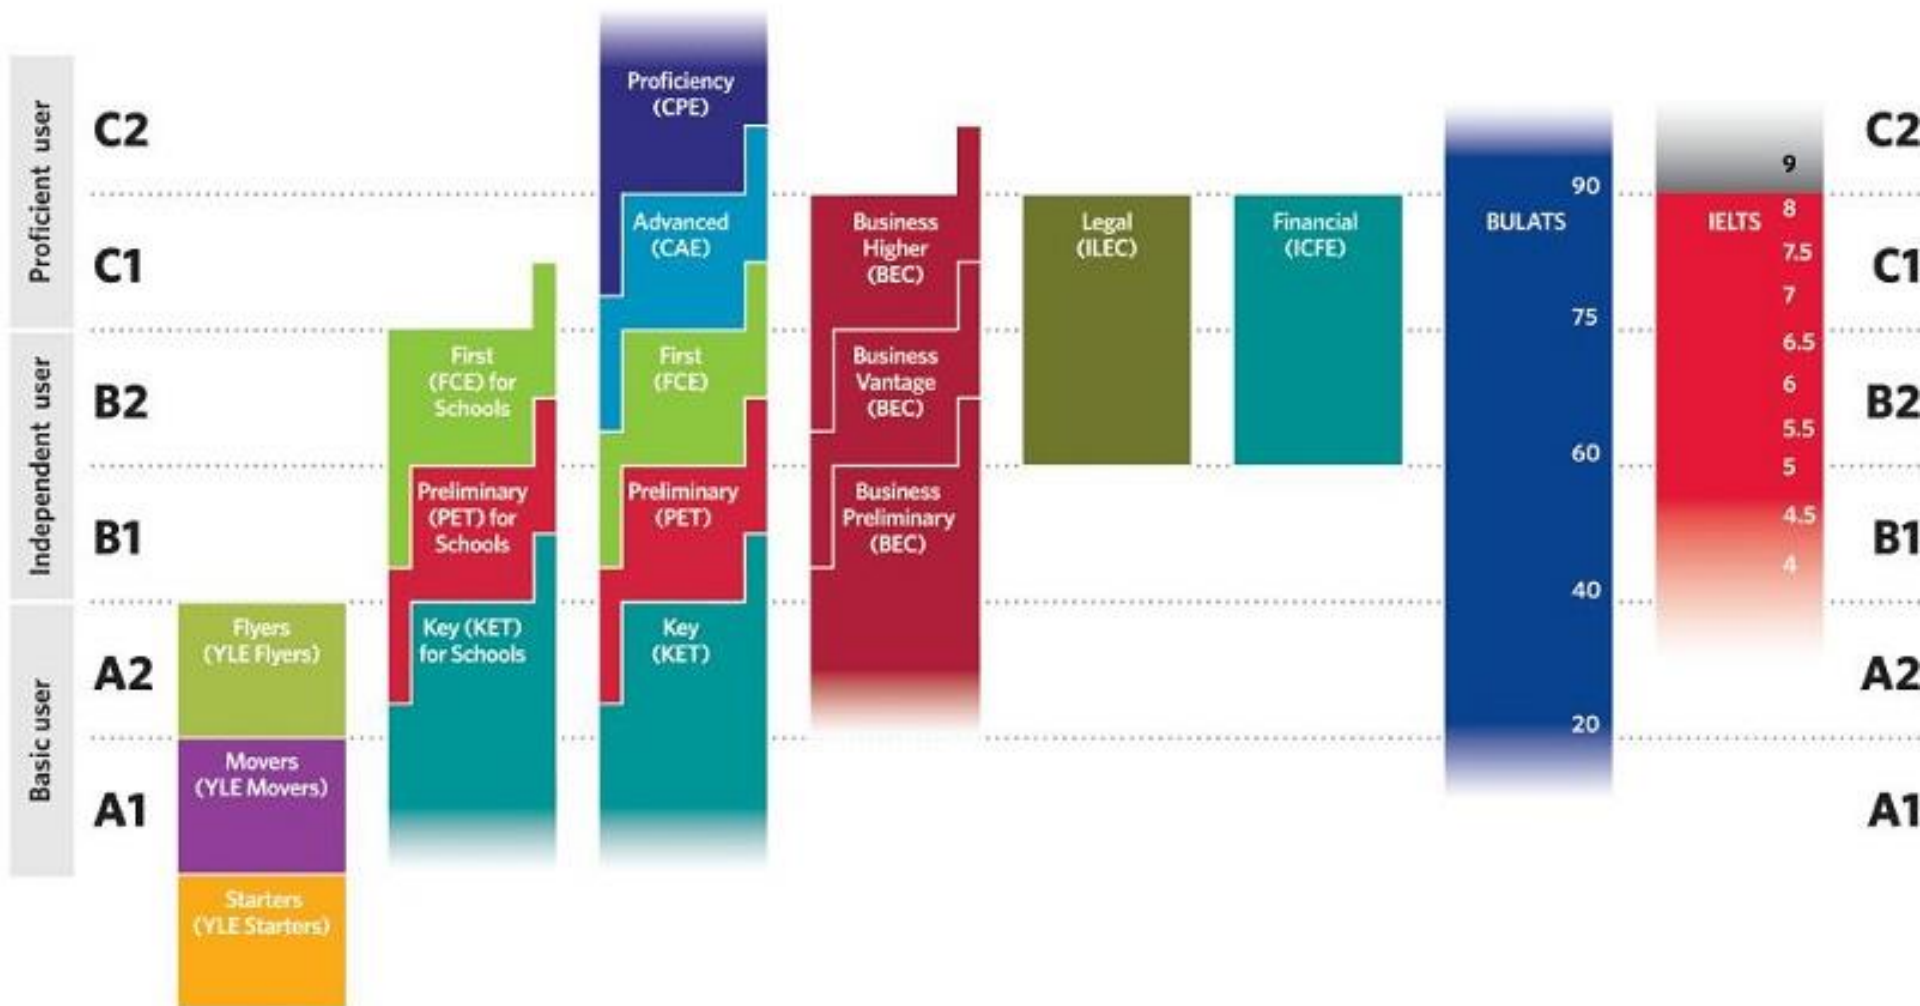 Proficient user
Independent user
Basic user
C2
C1
B2
B1
A2
A1
Flyers
(YLE Flyers)
Movers
(YLE Movers)
Starters
(YLE Starters)
First
(FCE) for
Schools
Preliminary
(PET) for
Schools
Key (KET)
for Schools
Proficiency
(CPE)
Advanced
(CAE)
First
(FCE)
Preliminary
(PET)
Key
(KET)
Business
Higher
(BEC)
Business
Vantage
(BEC)
Business
Preliminary
(BEC)
Legal
(ILEC)
Financial
(ICFE)
BULATS
90
75
60
40
20
IELTS
9
8
7.5
7
6.5
6
5.5
5
4.5
4
C2
C1
B2
B1
A2
A1